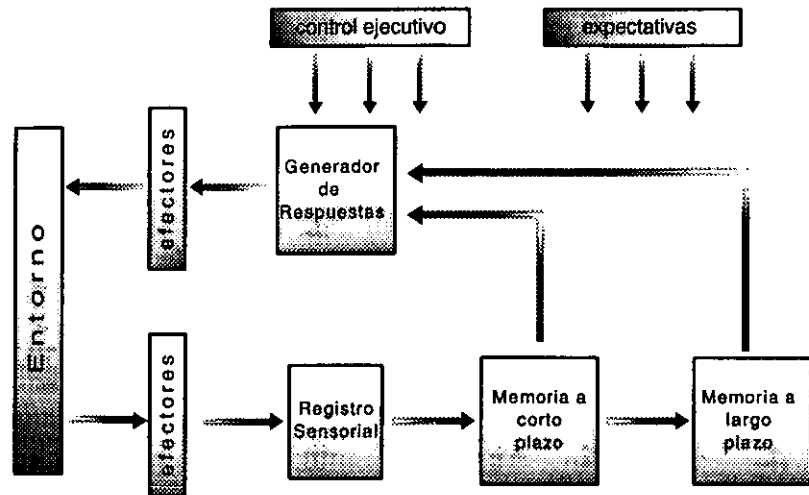 control ejecutivo
expectativas
efectores
Generador
de
Respuestas
Entorno
efectores
Registro
Sensorial
Memoria a
corto
plazo
Memoria a
largo
plazo